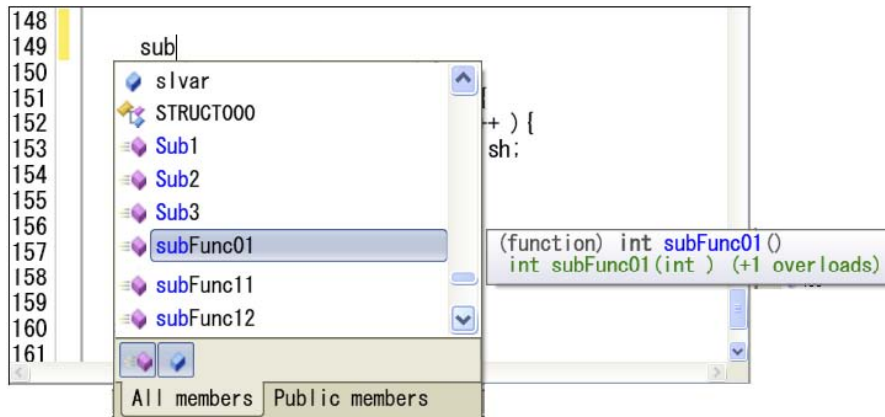 148
149 sub
150 slvar
151 STRUCT000 {
152 + ) {
153 Sub1 sh;
154 Sub2
155 Sub3
156
157 subFunc01 (function) int subFunc01()
int subFunc01(int ) (+1 overloads)
158 subFunc11
159
160 subFunc12
161
All members Public members